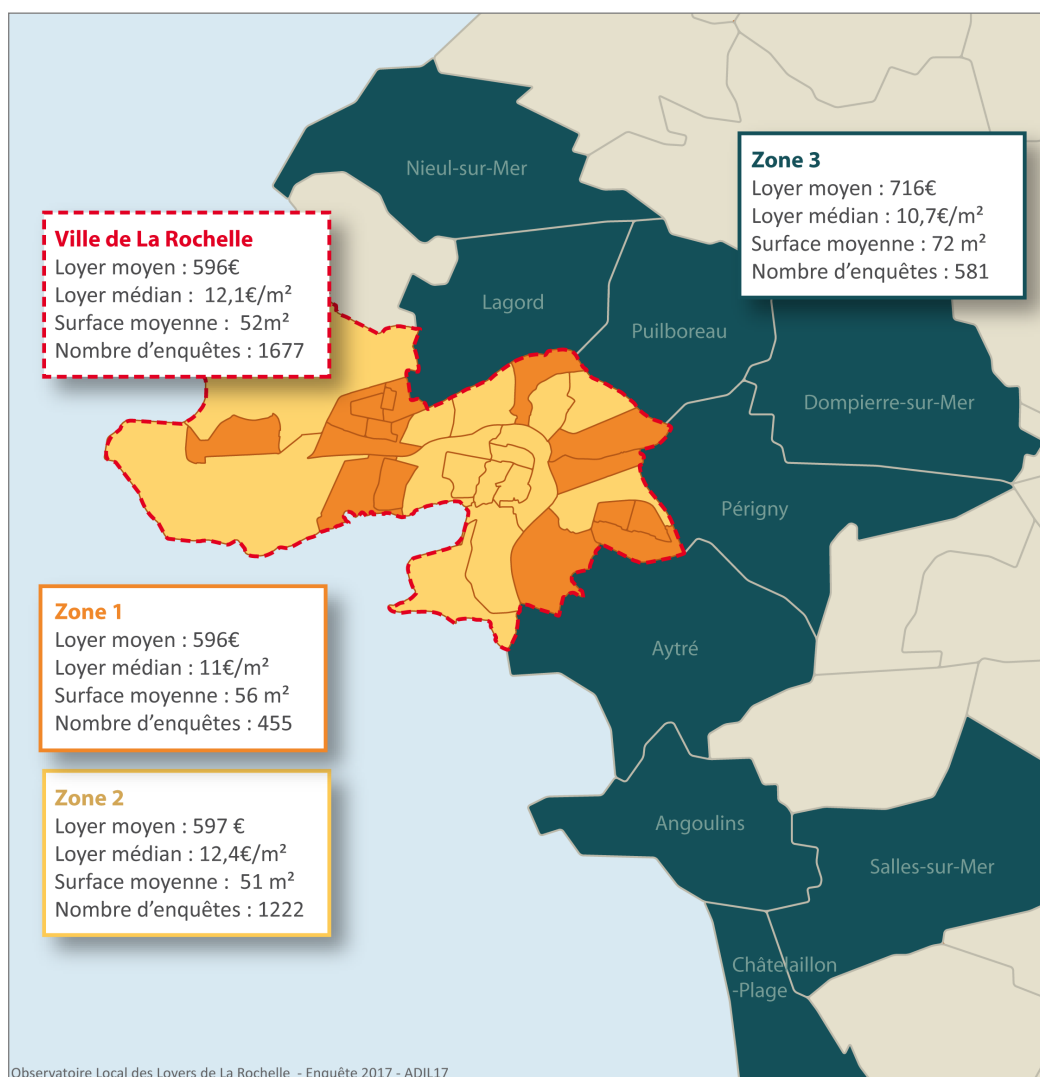 Nieul-sur-Mer
Zone 3
Loyer moyen : 716€
Loyer médian : 10,7€/m²
Surface moyenne : 72 m²
Nombre d’enquêtes : 581
Ville de La Rochelle
Loyer moyen : 596€
Loyer médian : 12,1€/m²
Surface moyenne : 52m²
Nombre d’enquêtes : 1677
Lagord
Puilboreau
Dompierre-sur-Mer
Périgny
Zone 1
Loyer moyen : 596€
Loyer médian : 11€/m²
Surface moyenne : 56 m²
Nombre d’enquêtes : 455
Aytré
Zone 2
Loyer moyen : 597 €
Loyer médian : 12,4€/m²
Surface moyenne : 51 m²
Nombre d’enquêtes : 1222
Angoulins
Salles-sur-Mer
Châtelaillon
-Plage
Observatoire Local des Loyers de La Rochelle - Enquête 2017 - ADIL17